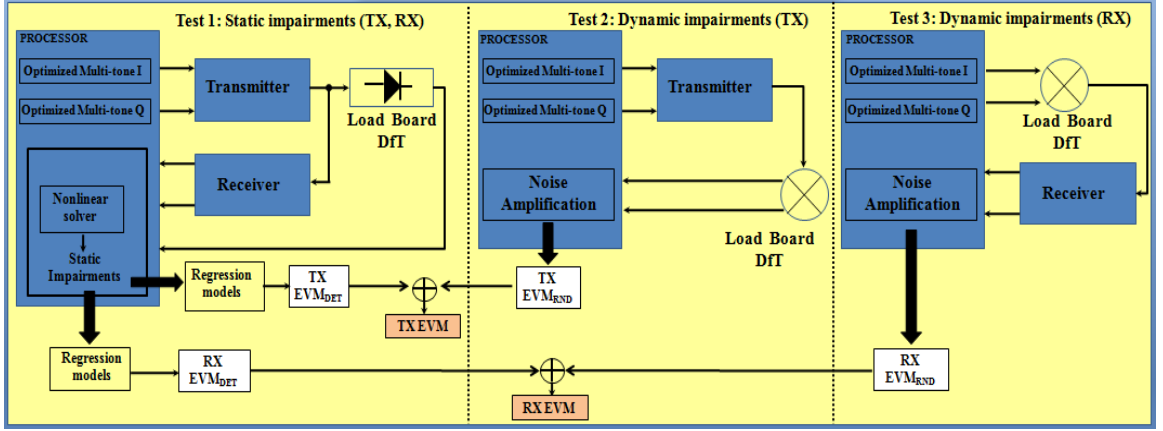 Test 1: Static impairments (TX, RX)
PROCESSOR
Optimized Multi-tone I
Optimized Multi-tone Q
Transmitter
Load Board
DfT
Receiver
Nonlinear
solver
Static
Impairments
Regression
models
TX
EVMDET
TX EVM
Regression
models
RX
EVMDET
RX EVM
Test 2: Dynamic impairments (TX)
PROCESSOR
Optimized Multi-tone I
Optimized Multi-tone Q
Transmitter
Noise
Amplification
Load Board
DfT
TX
EVMRND
Test 3: Dynamic impairments (RX)
PROCESSOR
Optimized Multi-tone I
Optimized Multi-tone Q
Load Board
DfT
Noise
Amplification
Receiver
RX
EVMRND